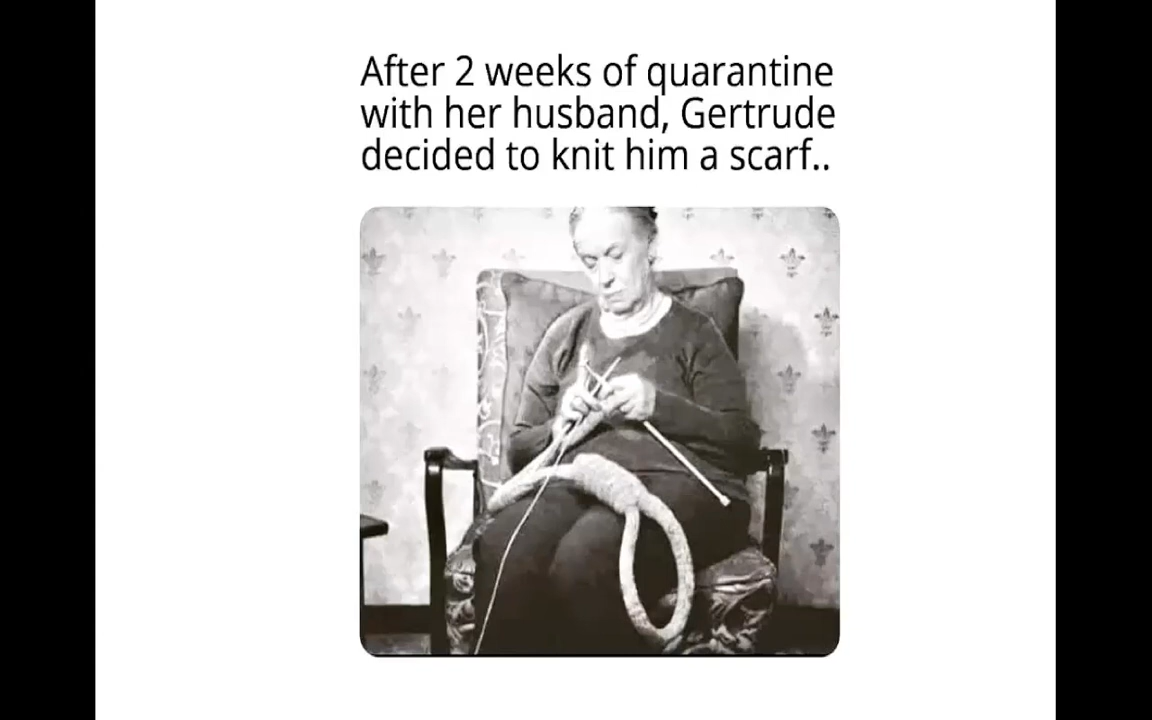 After 2 weeks of quarantine
with her husband, Gertrude
decided to knit him a scarf..